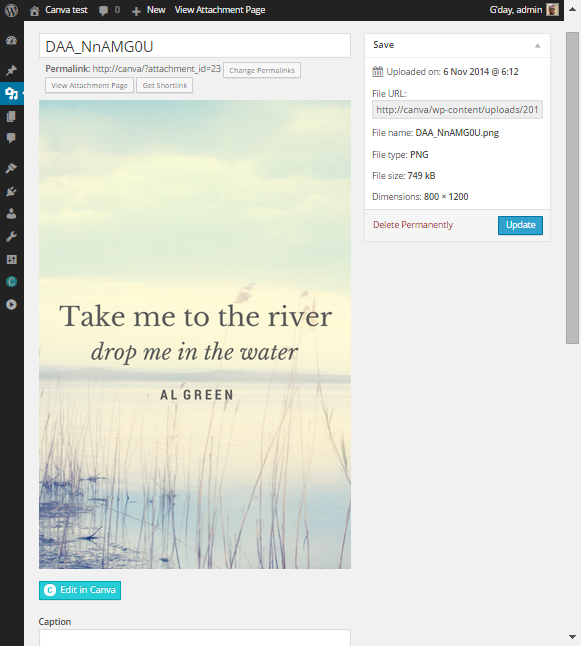 Canva test 0 New View Attachment Page G'day, admin
DAA_NnAMG0U
Permalink: http://canva/?attachment_id=23 Change Permalinks
View Attachment Page Get Shortlink
Take me to the river
drop me in the water
AL GREEN
C Edit in Canva
Caption
Save
Uploaded on: 6 Nov 2014 @ 6:12
File URL:
http://canva/wp-content/uploads/201
File name: DAA_NnAMG0U.png
File type: PNG
File size: 749 kB
Dimensions: 800 × 1200
Delete Permanently Update